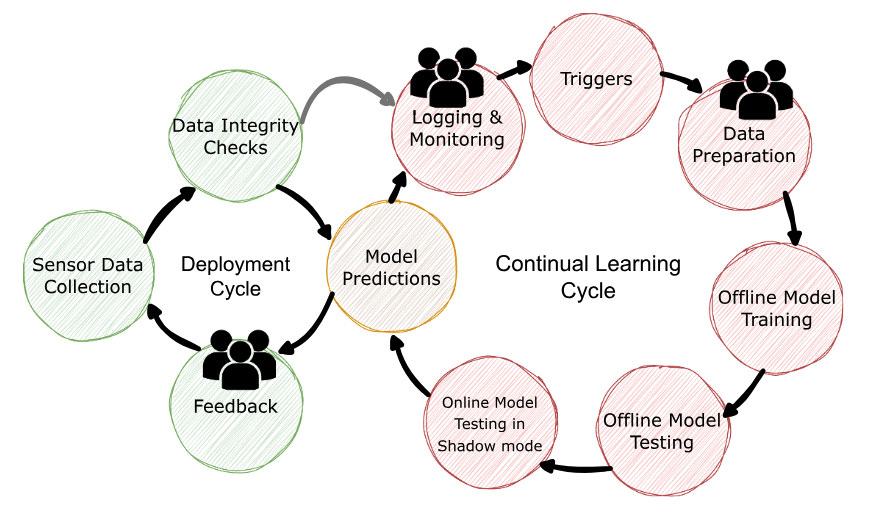 Data Integrity
Checks
Sensor Data
Collection
Deployment
Cycle
Feedback
Model
Predictions
Logging &
Monitoring
Triggers
Data
Preparation
Continual Learning
Cycle
Offline Model
Training
Offline Model
Testing
Online Model
Testing in
Shadow mode